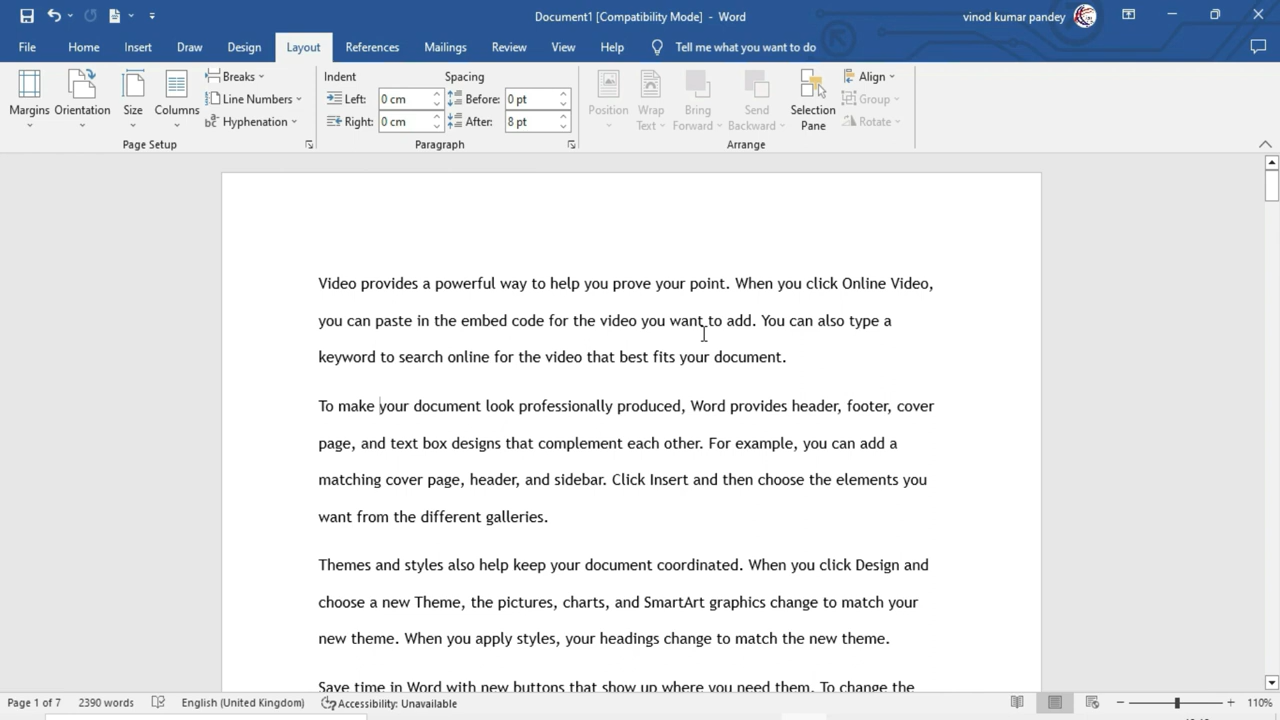 Document1 [Compatibility Mode] - Word
vinod kumar pandey
File Home Insert Draw Design Layout References Mailings Review View Help Tell me what you want to do
Margins
Orientation
Size
Columns
Breaks
Line Numbers
Hyphenation
Page Setup
Indent
Left: 0 cm
Right: 0 cm
Spacing
Before: 0 pt
After: 8 pt
Paragraph
Position
Wrap
Text
Bring
Forward
Send
Backward
Selection
Pane
Align
Group
Rotate
Arrange
Video provides a powerful way to help you prove your point. When you click Online Video,
you can paste in the embed code for the video you want to add. You can also type a
keyword to search online for the video that best fits your document.
To make your document look professionally produced, Word provides header, footer, cover
page, and text box designs that complement each other. For example, you can add a
matching cover page, header, and sidebar. Click Insert and then choose the elements you
want from the different galleries.
Themes and styles also help keep your document coordinated. When you click Design and
choose a new Theme, the pictures, charts, and SmartArt graphics change to match your
new theme. When you apply styles, your headings change to match the new theme.
Save time in Word with new buttons that show up where you need them. To change the
Page 1 of 7 2390 words English (United Kingdom) Accessibility: Unavailable 110%